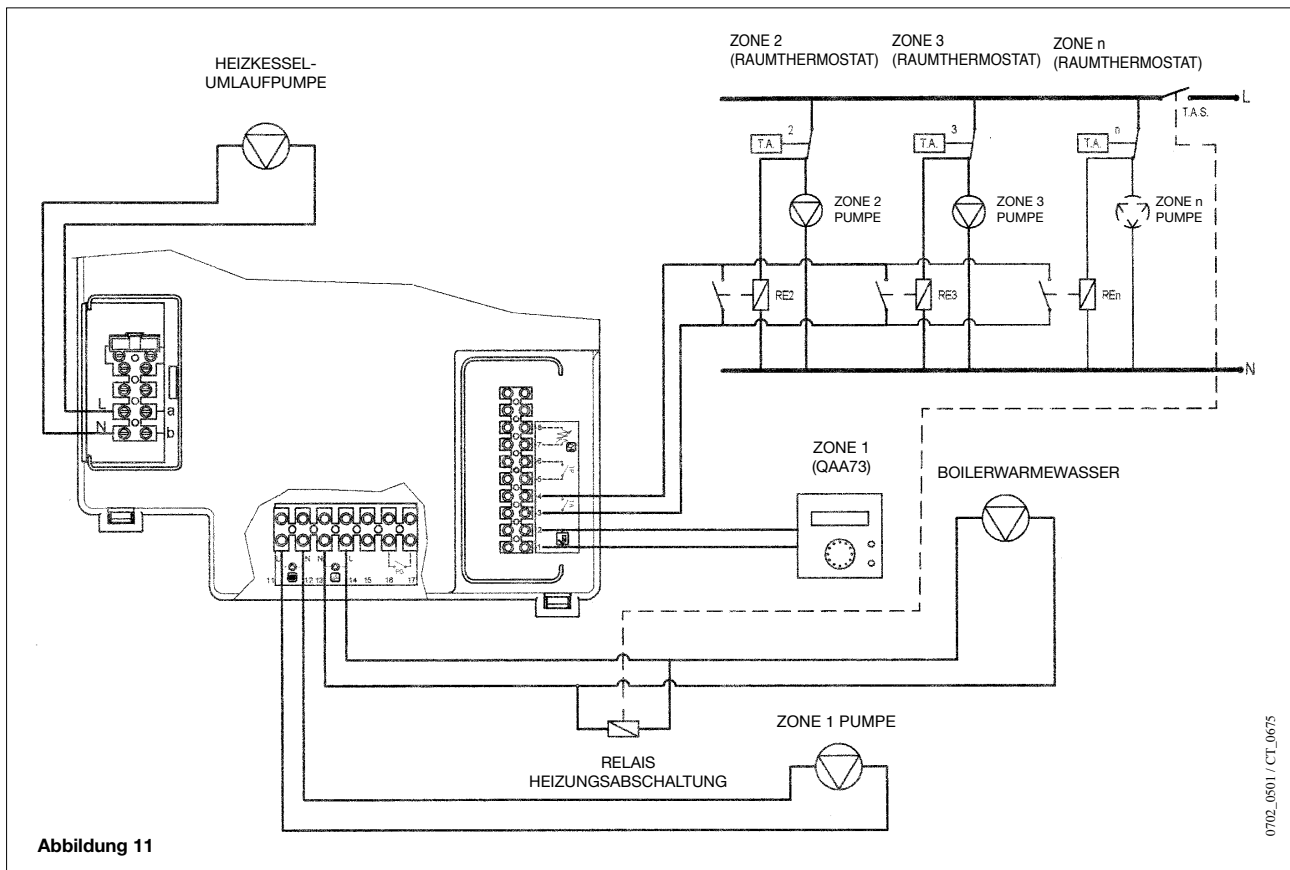 HEIZKESSEL-
UMLAUFPUMPE
ZONE 2
(RAUMTHERMOSTAT)
ZONE 3
(RAUMTHERMOSTAT)
ZONE n
(RAUMTHERMOSTAT)
L
T.A.S.
2
T.A.
3
T.A.
n
T.A.
ZONE 2
PUMPE
ZONE 3
PUMPE
ZONE n
PUMPE
RE2
RE3
REn
N
L
a
N
b
8
7
6
5
4
3
2
1
ZONE 1
(QAA73)
BOILERWARMEWASSER
L
N
N
L
11
12
13
14
15
16
17
ZONE 1 PUMPE
RELAIS
HEIZUNGSABSCHALTUNG
Abbildung 11
0702_0501 / CT_0675